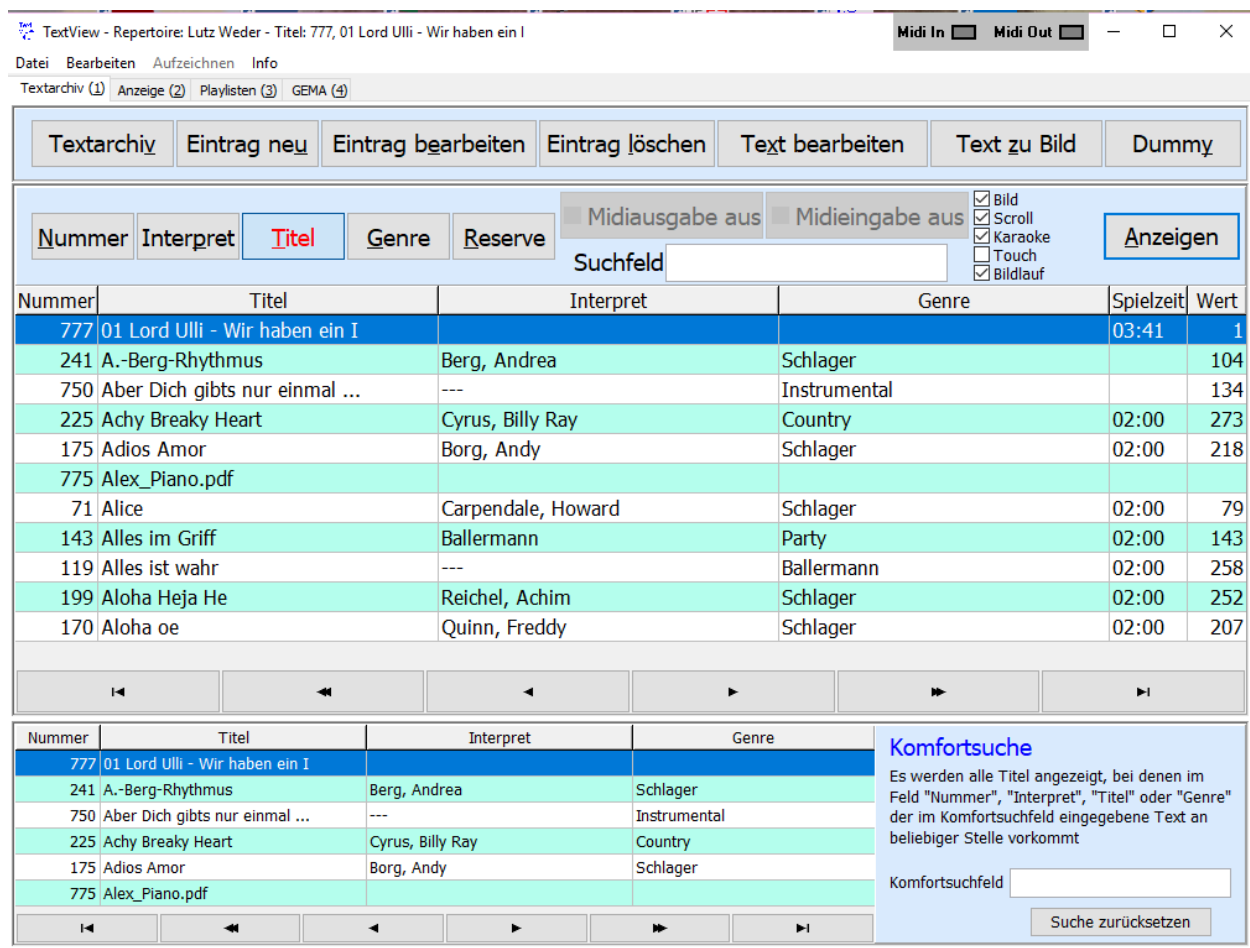 TextView - Repertoire: Lutz Weder - Titel: 777, 01 Lord Ulli - Wir haben ein I
Midi In Midi Out
Datei Bearbeiten Aufzeichnen Info
Textarchiv (1) Anzeige (2) Playlisten (3) GEMA (4)
Textarchiv Eintrag neu Eintrag bearbeiten Eintrag löschen Text bearbeiten Text zu Bild Dummy
Nummer Interpret Titel Genre Reserve
Midiausgabe aus Midieingabe aus
Suchfeld
Bild
Scroll
Karaoke
Touch
Bildlauf
Anzeigen
Nummer Titel Interpret Genre Spielzeit Wert
777 01 Lord Ulli - Wir haben ein I 03:41 1
241 A.-Berg-Rhythmus Berg, Andrea Schlager 104
750 Aber Dich gibts nur einmal ... --- Instrumental 134
225 Achy Breaky Heart Cyrus, Billy Ray Country 02:00 273
175 Adios Amor Borg, Andy Schlager 02:00 218
775 Alex_Piano.pdf
71 Alice Carpendale, Howard Schlager 02:00 79
143 Alles im Griff Ballermann Party 02:00 143
119 Alles ist wahr --- Ballermann 02:00 258
199 Aloha Heja He Reichel, Achim Schlager 02:00 252
170 Aloha oe Quinn, Freddy Schlager 02:00 207
Nummer Titel Interpret Genre
777 01 Lord Ulli - Wir haben ein I
241 A.-Berg-Rhythmus Berg, Andrea Schlager
750 Aber Dich gibts nur einmal ... --- Instrumental
225 Achy Breaky Heart Cyrus, Billy Ray Country
175 Adios Amor Borg, Andy Schlager
775 Alex_Piano.pdf
Komfortsuche
Es werden alle Titel angezeigt, bei denen im
Feld "Nummer", "Interpret", "Titel" oder "Genre"
der im Komfortsuchfeld eingegebene Text an
beliebiger Stelle vorkommt
Komfortsuchfeld
Suche zurücksetzen